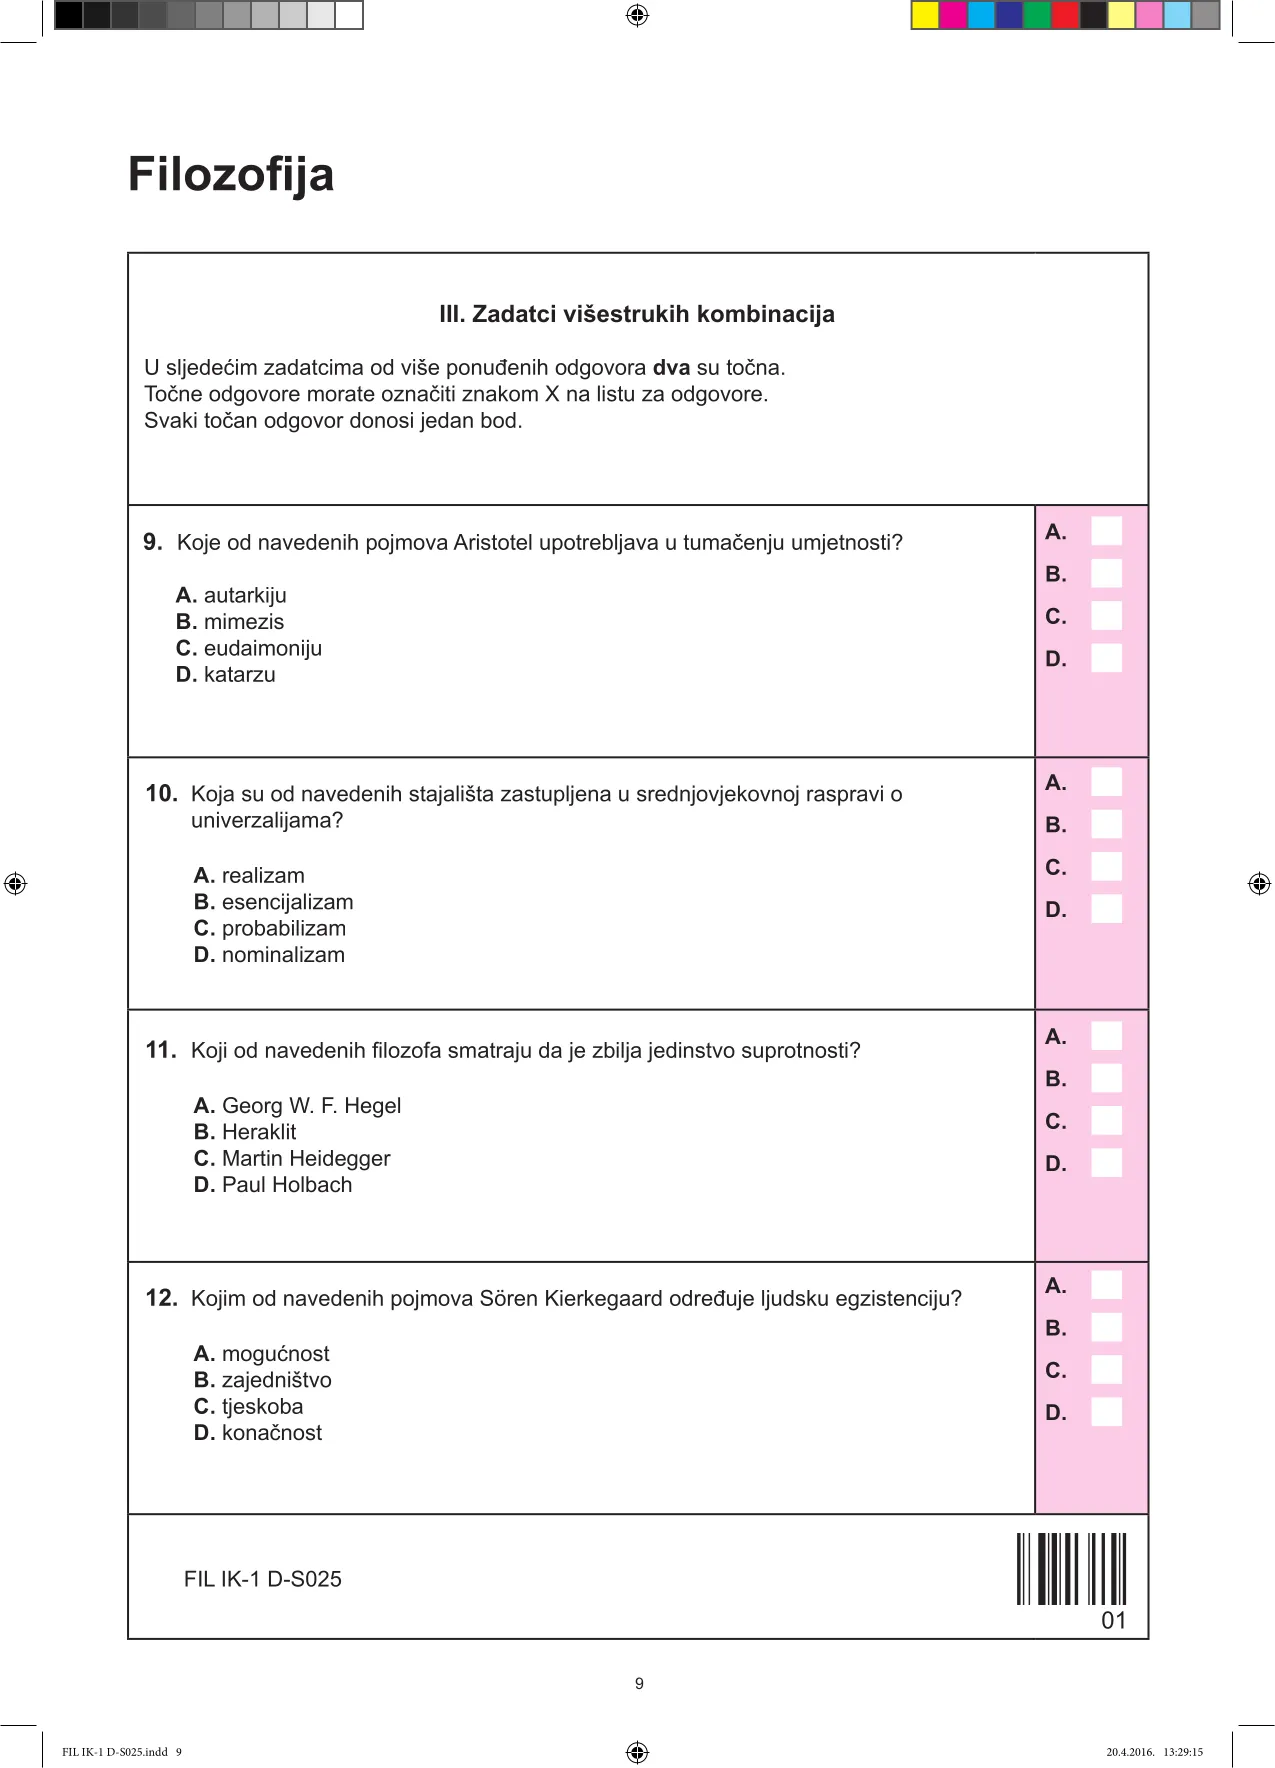 Filozofija
III. Zadatci višestrukih kombinacija
U sljedećim zadatcima od više ponuđenih odgovora dva su točna.
Točne odgovore morate označiti znakom X na listu za odgovore.
Svaki točan odgovor donosi jedan bod.
9. Koje od navedenih pojmova Aristotel upotrebljava u tumačenju umjetnosti?
A. autarkiju
B. mimezis
C. eudaimoniju
D. katarzu
A.
B.
C.
D.
10. Koja su od navedenih stajališta zastupljena u srednjovjekovnoj raspravi o
univerzalijama?
A. realizam
B. esencijalizam
C. probabilizam
D. nominalizam
A.
B.
C.
D.
11. Koji od navedenih filozofa smatraju da je zbilja jedinstvo suprotnosti?
A. Georg W. F. Hegel
B. Heraklit
C. Martin Heidegger
D. Paul Holbach
A.
B.
C.
D.
12. Kojim od navedenih pojmova Sören Kierkegaard određuje ljudsku egzistenciju?
A. mogućnost
B. zajedništvo
C. tjeskoba
D. konačnost
A.
B.
C.
D.
FIL IK-1 D-S025
01
9
FIL IK-1 D-S025.indd 9
20.4.2016. 13:29:15